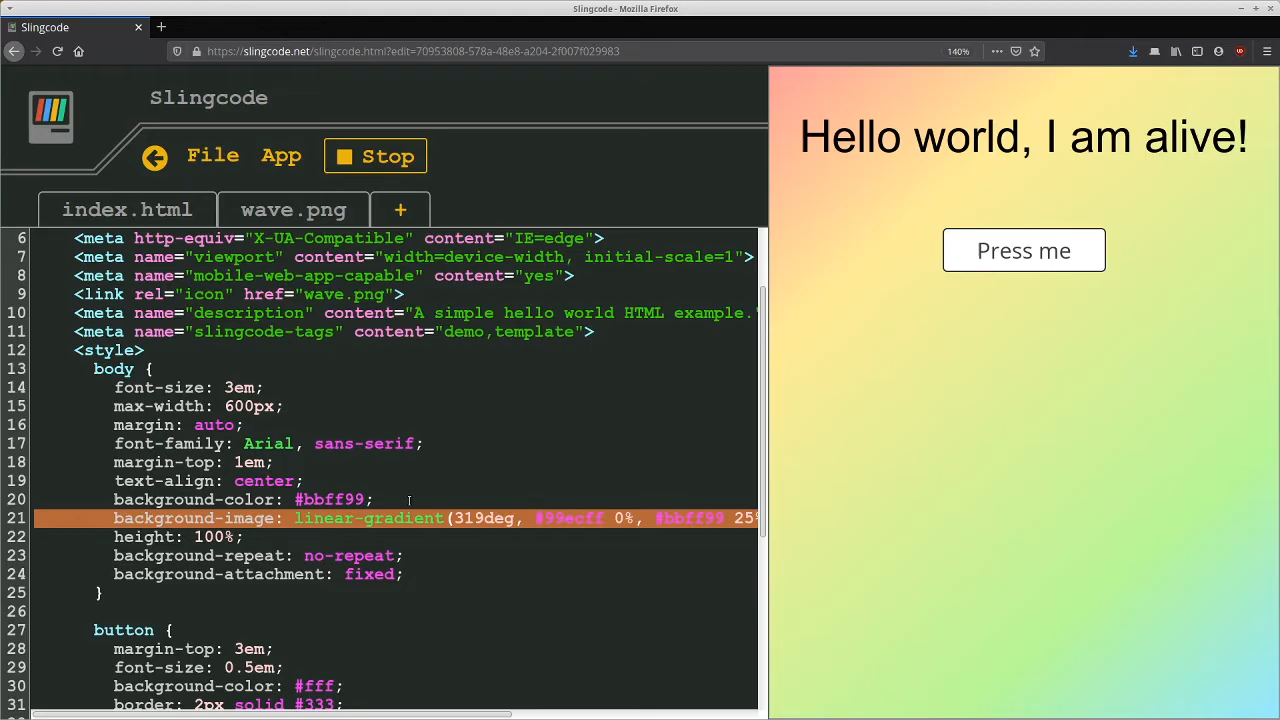 Slingcode - Mozilla Firefox
Slingcode
https://slingcode.net/slingcode.html?edit=70953808-578a-48e8-a204-2f007f029983
140%
Slingcode
File App Stop
index.html wave.png +
6 <meta http-equiv="X-UA-Compatible" content="IE=edge">
7 <meta name="viewport" content="width=device-width, initial-scale=1">
8 <meta name="mobile-web-app-capable" content="yes">
9 <link rel="icon" href="wave.png">
10 <meta name="description" content="A simple hello world HTML example."
11 <meta name="slingcode-tags" content="demo,template">
12 <style>
13 body {
14 font-size: 3em;
15 max-width: 600px;
16 margin: auto;
17 font-family: Arial, sans-serif;
18 margin-top: 1em;
19 text-align: center;
20 background-color: #bbff99;
21 background-image: linear-gradient(319deg, #99ecff 0%, #bbff99 25%
22 height: 100%;
23 background-repeat: no-repeat;
24 background-attachment: fixed;
25 }
26
27 button {
28 margin-top: 3em;
29 font-size: 0.5em;
30 background-color: #fff;
31 border: 2px solid #333;
Hello world, I am alive!
Press me